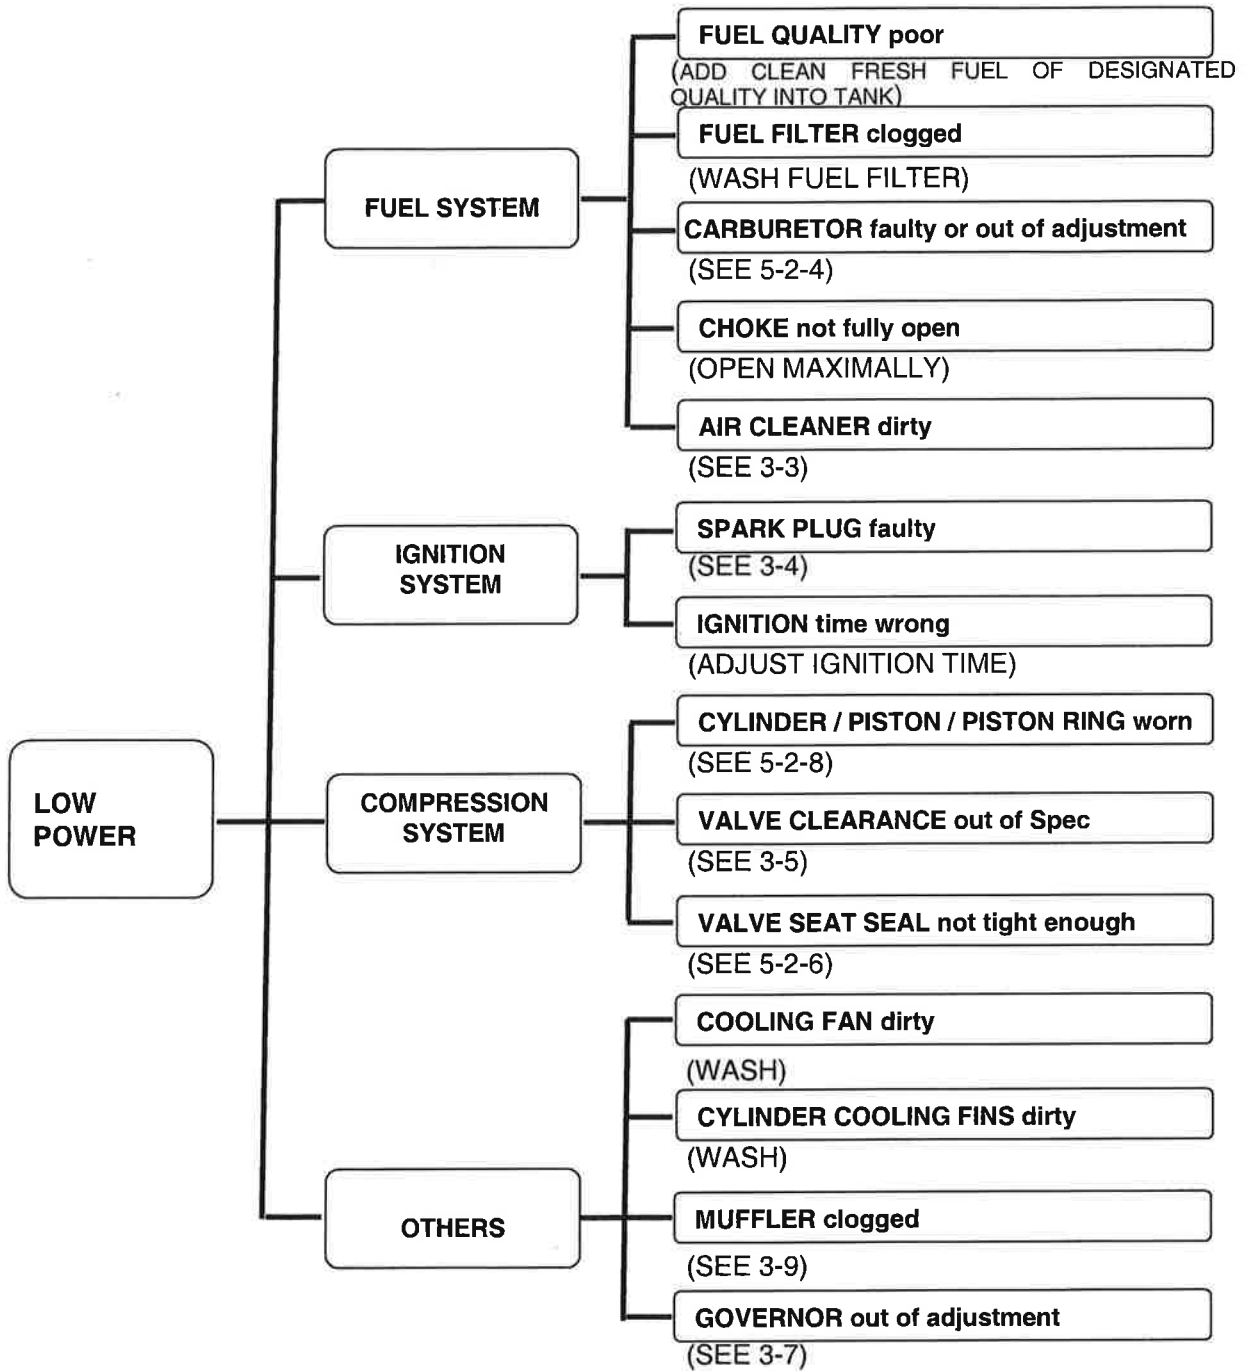 FUEL QUALITY poor
(ADD CLEAN FRESH FUEL OF DESIGNATED
QUALITY INTO TANK)
FUEL FILTER clogged
(WASH FUEL FILTER)
FUEL SYSTEM
CARBURETOR faulty or out of adjustment
(SEE 5-2-4)
CHOKE not fully open
(OPEN MAXIMALLY)
AIR CLEANER dirty
(SEE 3-3)
IGNITION
SYSTEM
SPARK PLUG faulty
(SEE 3-4)
IGNITION time wrong
(ADJUST IGNITION TIME)
LOW
POWER
COMPRESSION
SYSTEM
CYLINDER / PISTON / PISTON RING worn
(SEE 5-2-8)
VALVE CLEARANCE out of Spec
(SEE 3-5)
VALVE SEAT SEAL not tight enough
(SEE 5-2-6)
OTHERS
COOLING FAN dirty
(WASH)
CYLINDER COOLING FINS dirty
(WASH)
MUFFLER clogged
(SEE 3-9)
GOVERNOR out of adjustment
(SEE 3-7)